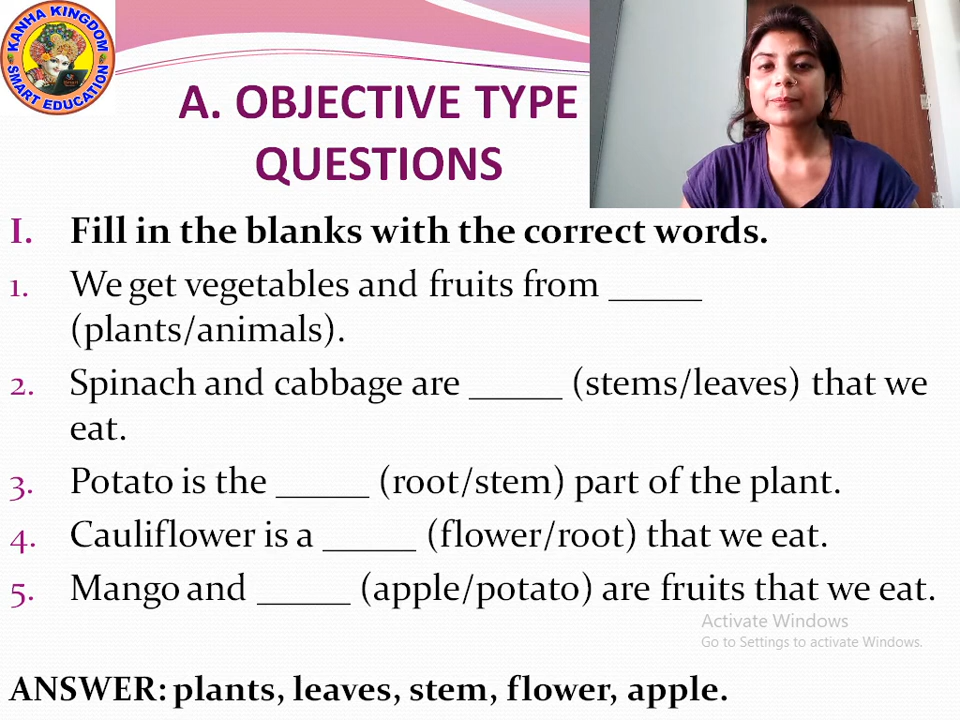 KANHA KINGDOM
SMART EDUCATION
A. OBJECTIVE TYPE
QUESTIONS
I. Fill in the blanks with the correct words.
1. We get vegetables and fruits from _____
(plants/animals).
2. Spinach and cabbage are _____ (stems/leaves) that we
eat.
3. Potato is the _____ (root/stem) part of the plant.
4. Cauliflower is a _____ (flower/root) that we eat.
5. Mango and _____ (apple/potato) are fruits that we eat.
Activate Windows
Go to Settings to activate Windows.
ANSWER: plants, leaves, stem, flower, apple.